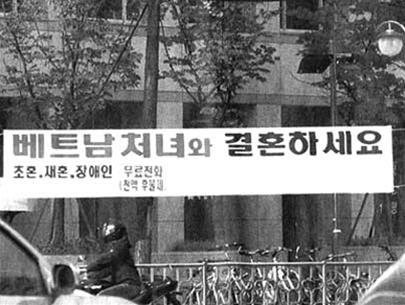 베트남 처녀와 결혼하세요
초혼.재혼.장애인 무료전화
(전액 후불제)